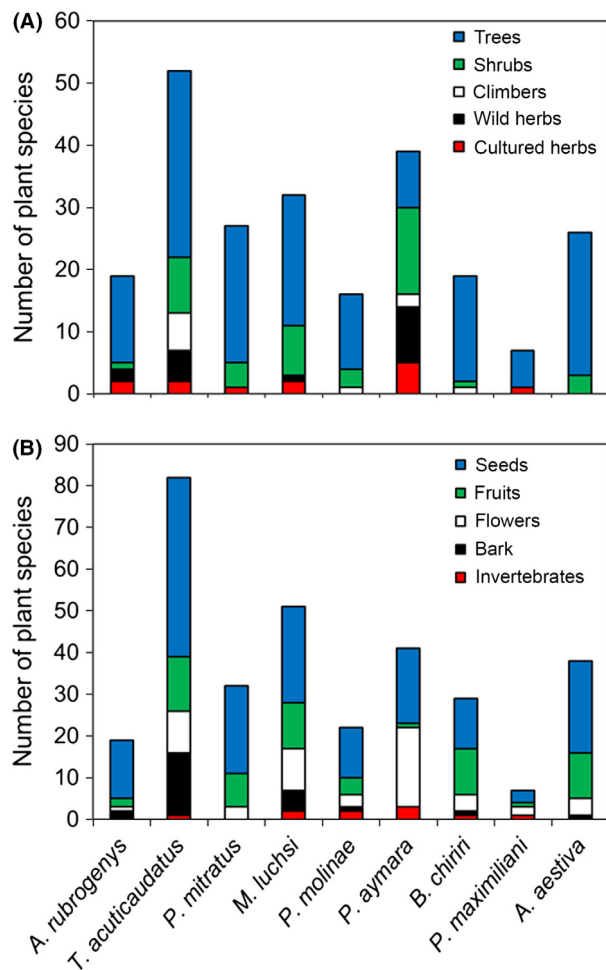 (A)
60
50
40
30
20
10
0
Number of plant species
Trees
Shrubs
Climbers
Wild herbs
Cultured herbs
(B)
90
80
70
60
50
40
30
20
10
0
Number of plant species
Seeds
Fruits
Flowers
Bark
Invertebrates
A. rubrogenys
T. acuticaudatus
P. mitratus
M. luchsi
P. molinae
P. aymara
B. chiriri
P. maximiliani
A. aestiva